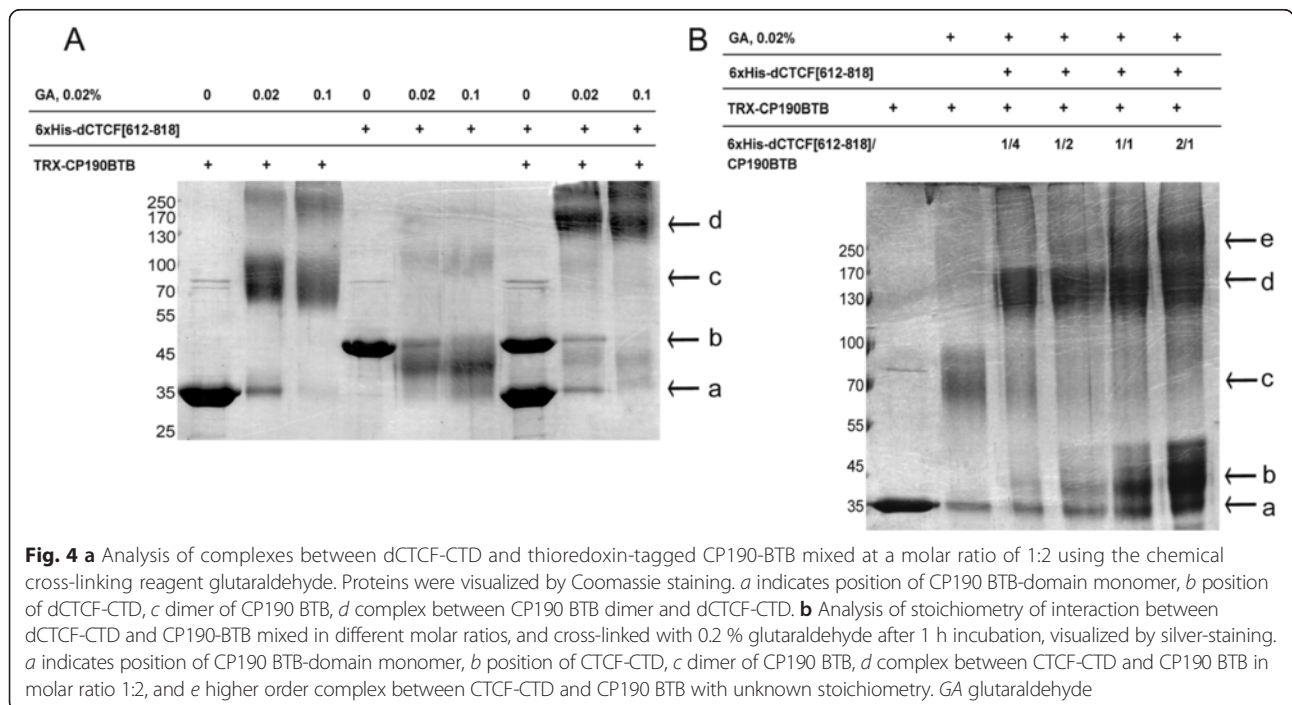 A
GA, 0.02% 0 0.02 0.1 0 0.02 0.1 0 0.02 0.1
6xHis-dCTCF[612-818] + + + + + +
TRX-CP190BTB + + + + + +
250
170
130
100
70
55
45
35
25
d
c
b
a
B
GA, 0.02% + + + + +
6xHis-dCTCF[612-818] + + + +
TRX-CP190BTB + + + + + +
6xHis-dCTCF[612-818]/ 1/4 1/2 1/1 2/1
CP190BTB
250
170
130
100
70
55
45
35
e
d
c
b
a
Fig. 4 a Analysis of complexes between dCTCF-CTD and thioredoxin-tagged CP190-BTB mixed at a molar ratio of 1:2 using the chemical
cross-linking reagent glutaraldehyde. Proteins were visualized by Coomassie staining. a indicates position of CP190 BTB-domain monomer, b position
of dCTCF-CTD, c dimer of CP190 BTB, d complex between CP190 BTB dimer and dCTCF-CTD. b Analysis of stoichiometry of interaction between
dCTCF-CTD and CP190-BTB mixed in different molar ratios, and cross-linked with 0.2 % glutaraldehyde after 1 h incubation, visualized by silver-staining.
a indicates position of CP190 BTB-domain monomer, b position of CTCF-CTD, c dimer of CP190 BTB, d complex between CTCF-CTD and CP190 BTB in
molar ratio 1:2, and e higher order complex between CTCF-CTD and CP190 BTB with unknown stoichiometry. GA glutaraldehyde